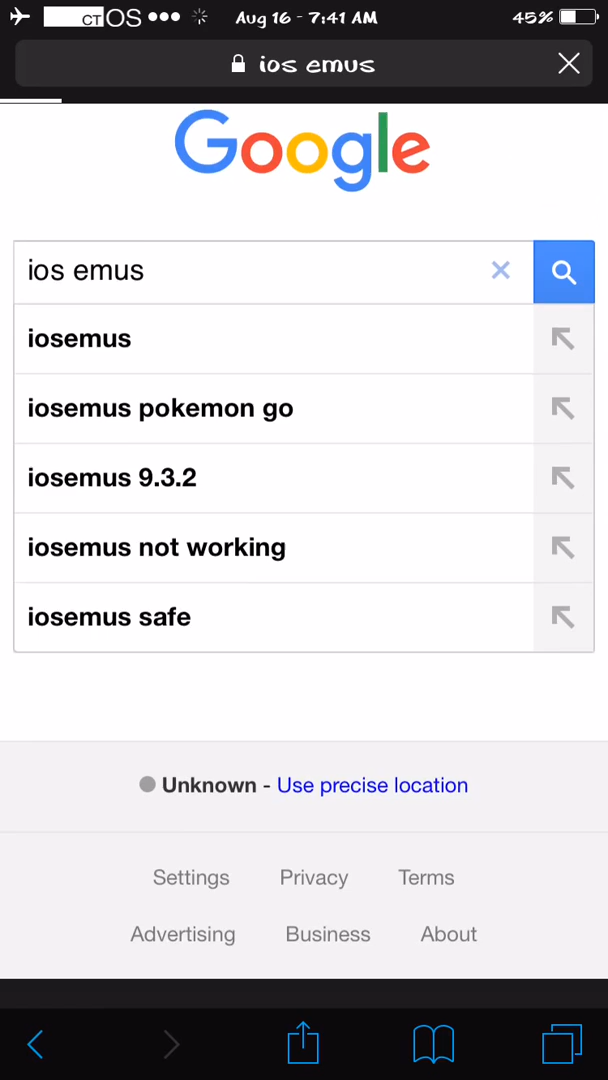 CT OS Aug 16 - 7:41 AM 45%
ios emus
Google
ios emus
iosemus
iosemus pokemon go
iosemus 9.3.2
iosemus not working
iosemus safe
Unknown - Use precise location
Settings Privacy Terms
Advertising Business About